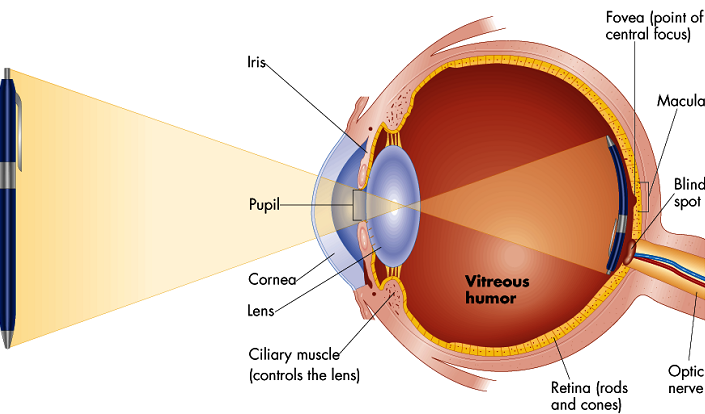 Fovea (point of
central focus)
Iris
Macula
Blind
spot
Pupil
Cornea
Lens
Vitreous
humor
Ciliary muscle
(controls the lens)
Optic
nerve
Retina (rods
and cones)